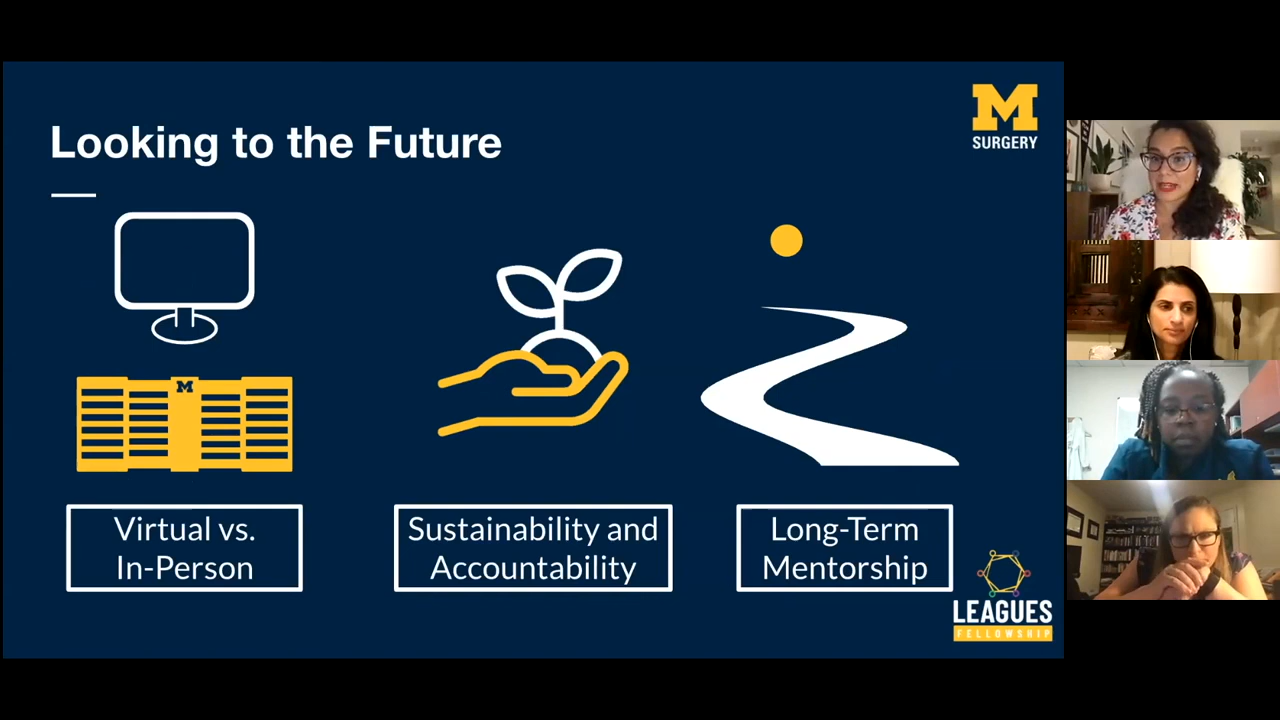 M
SURGERY
Looking to the Future
M
Virtual vs.
In-Person
Sustainability and
Accountability
Long-Term
Mentorship
LEAGUES
FELLOWSHIP